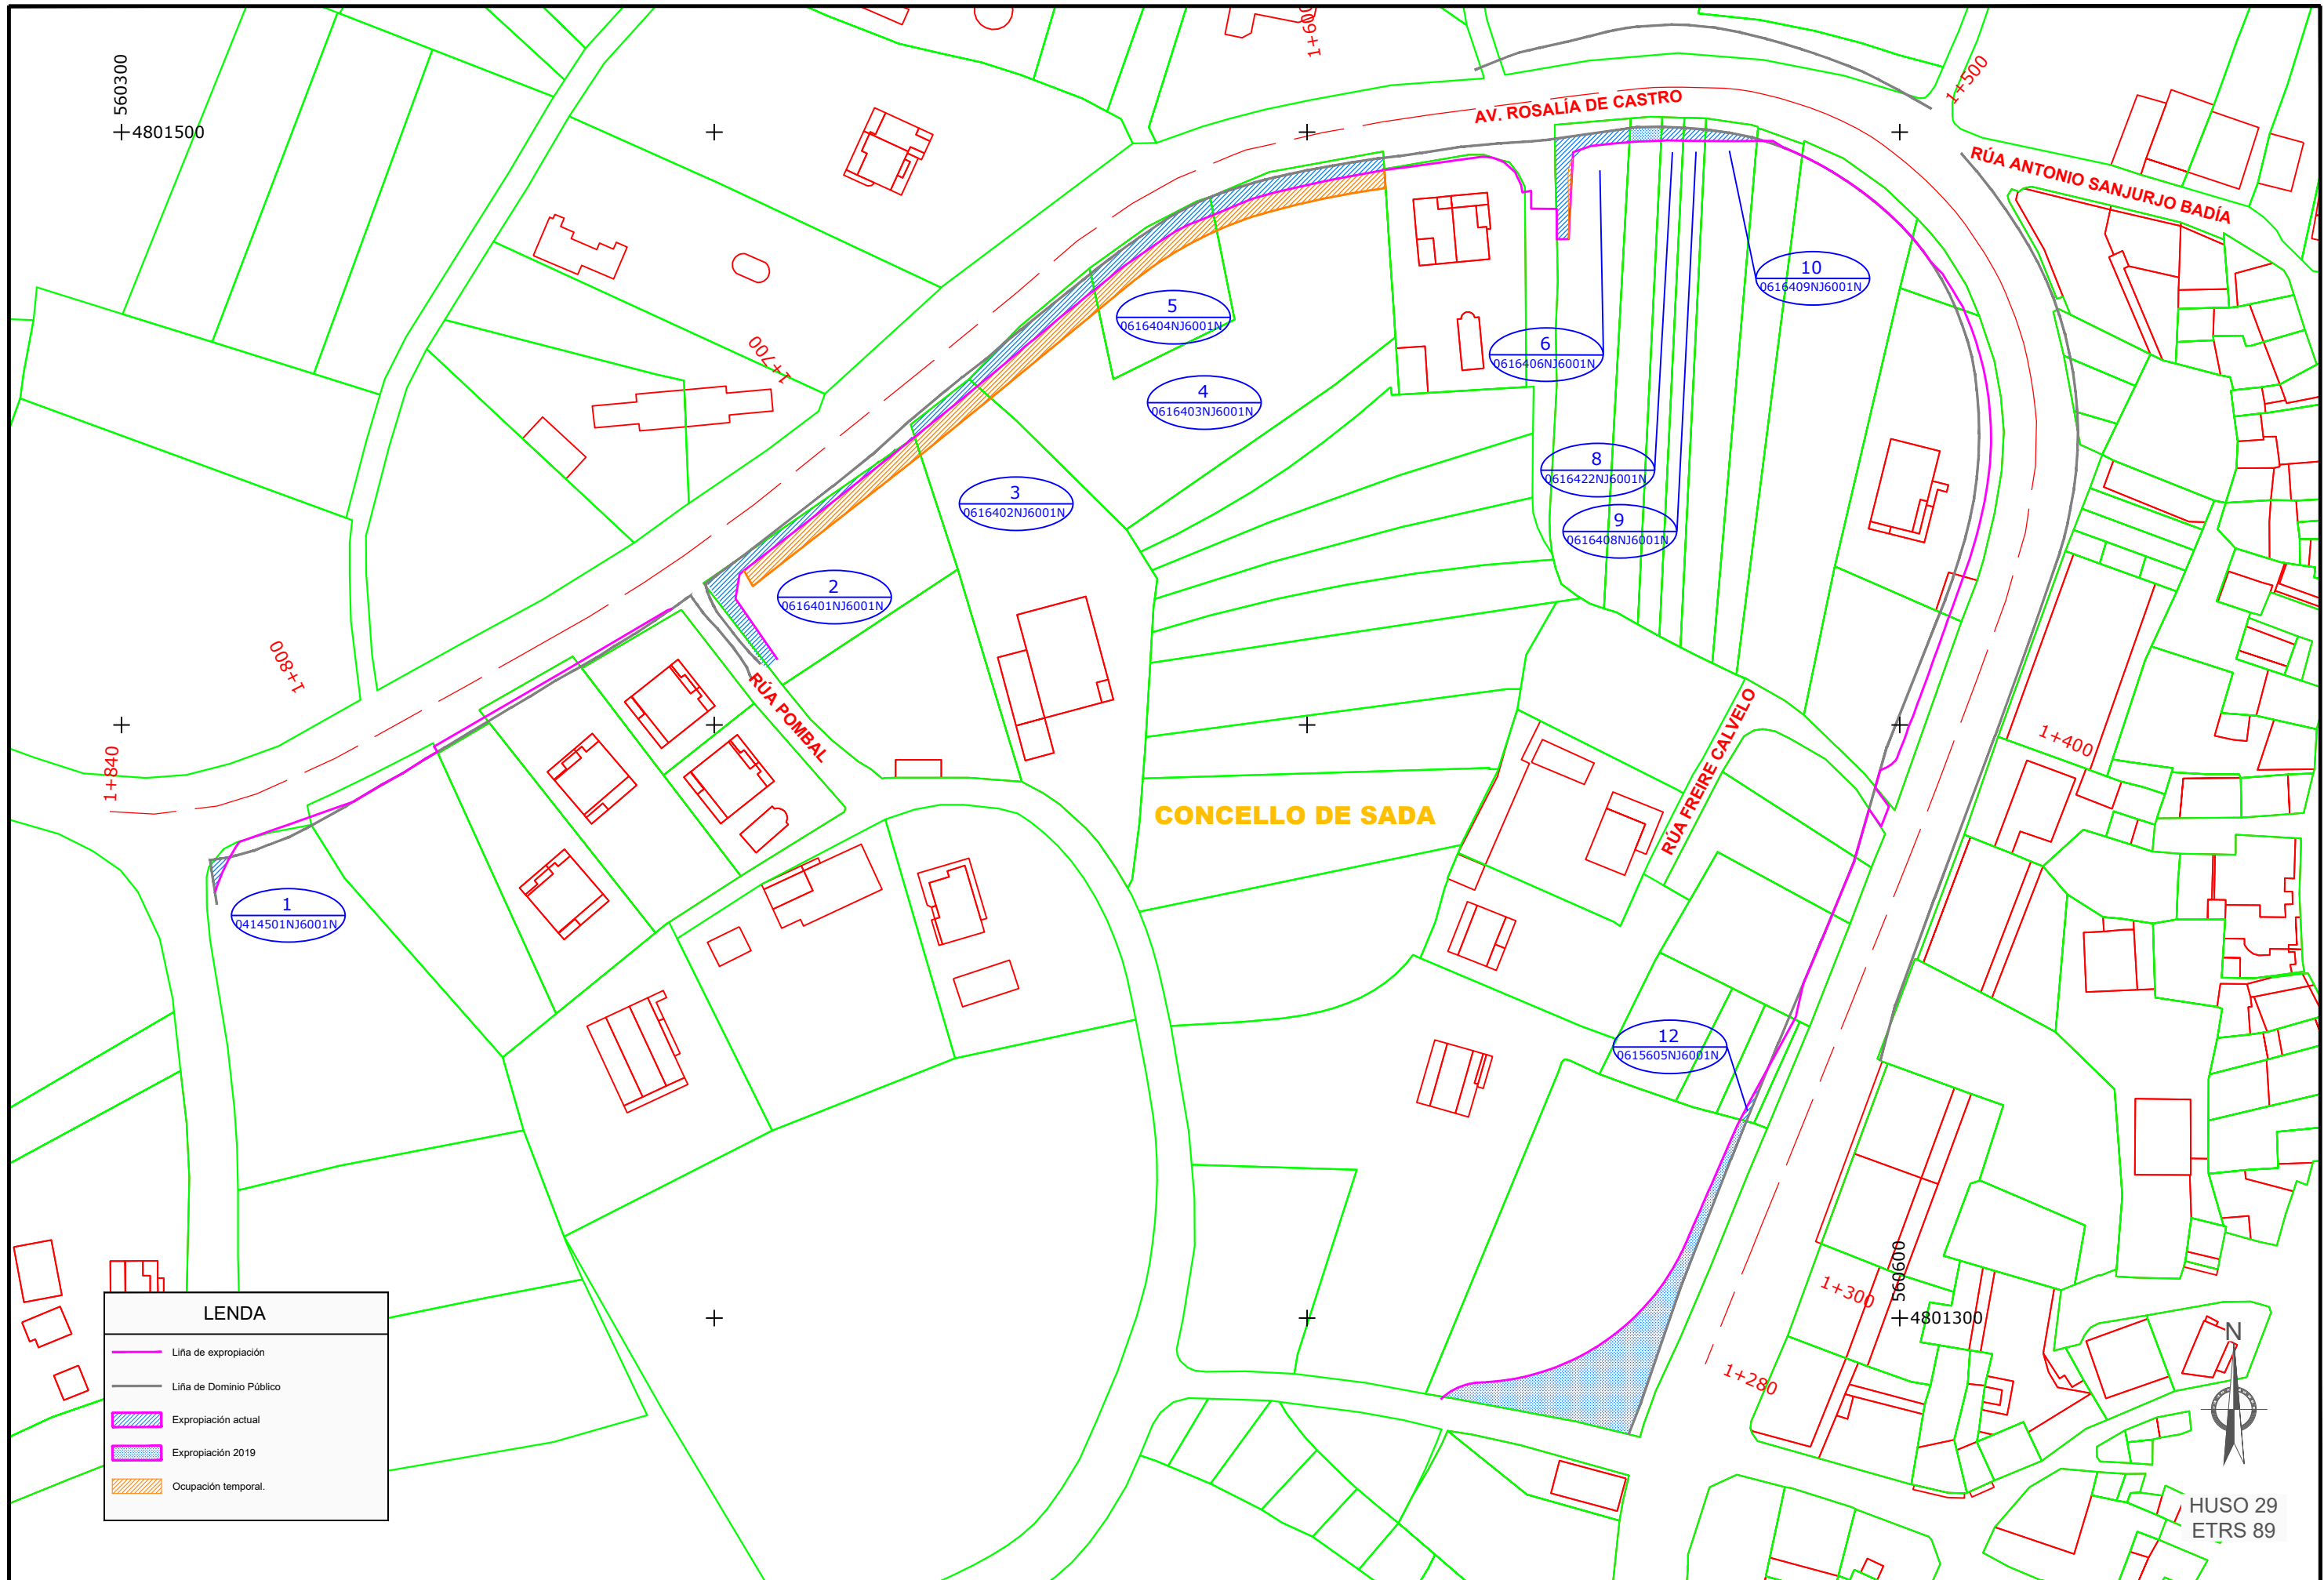 560300
4801500
1+600
1+500
AV. ROSALÍA DE CASTRO
RÚA ANTONIO SANJURJO BADÍA
10
0616409NJ6001N
5
0616404NJ6001N
6
0616406NJ6001N
1+700
4
0616403NJ6001N
8
0616422NJ6001N
3
0616402NJ6001N
9
0616408NJ6001N
2
0616401NJ6001N
1+800
RÚA POMBAL
RÚA FREIRE CALVELO
1+840
1+400
CONCELLO DE SADA
1
0414501NJ6001N
12
0615605NJ6001N
560600
4801300
1+300
1+280
N
LENDA
Liña de expropiación
Liña de Dominio Público
Expropiación actual
Expropiación 2019
Ocupación temporal.
HUSO 29
ETRS 89